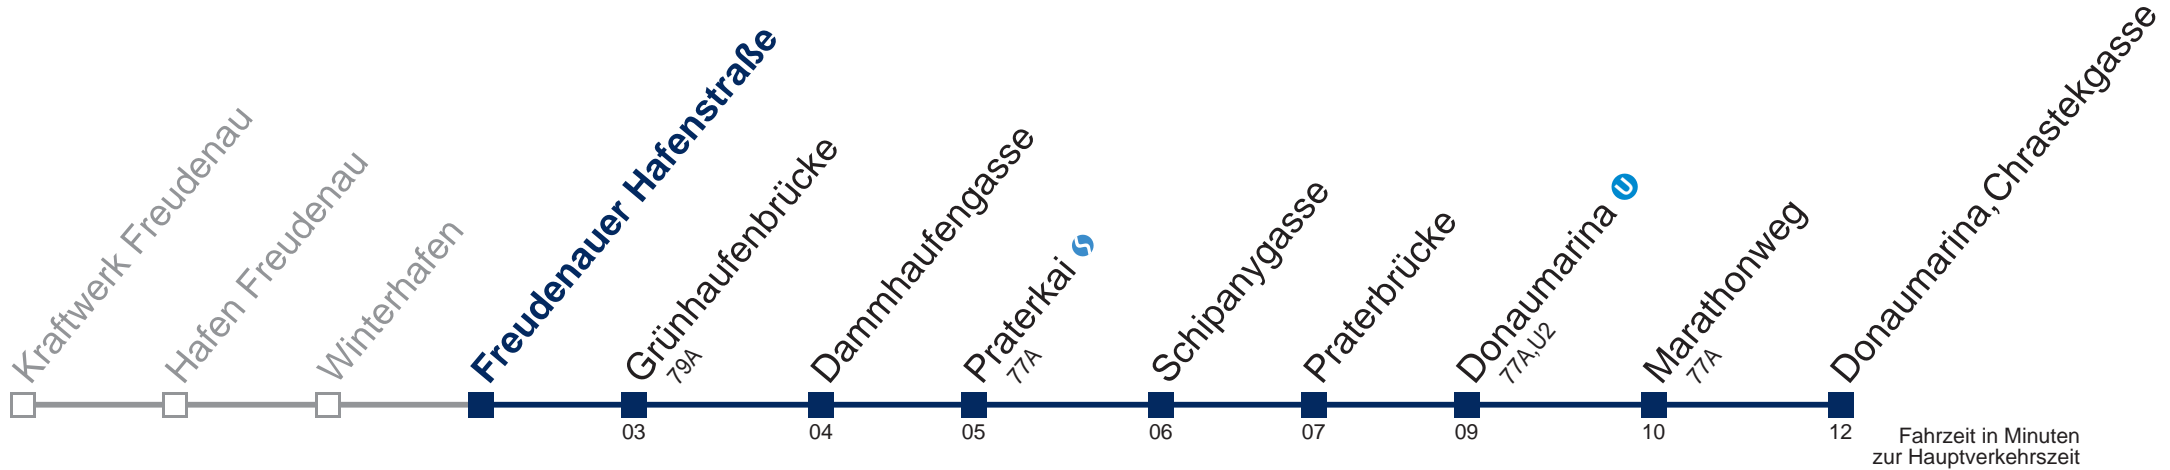 Kraftwerk Freudenau
Hafen Freudenau
Winterhafen
Freudenauer Hafenstraße
Grünhaufenbrücke
79A
Dammhaufengasse
Praterkai S
77A
Schipanygasse
Praterbrücke
Donaumarina U
77A,U2
Marathonweg
77A
Donaumarina, Chrastekgasse
03
04
05
06
07
09
10
12
Fahrzeit in Minuten
zur Hauptverkehrszeit